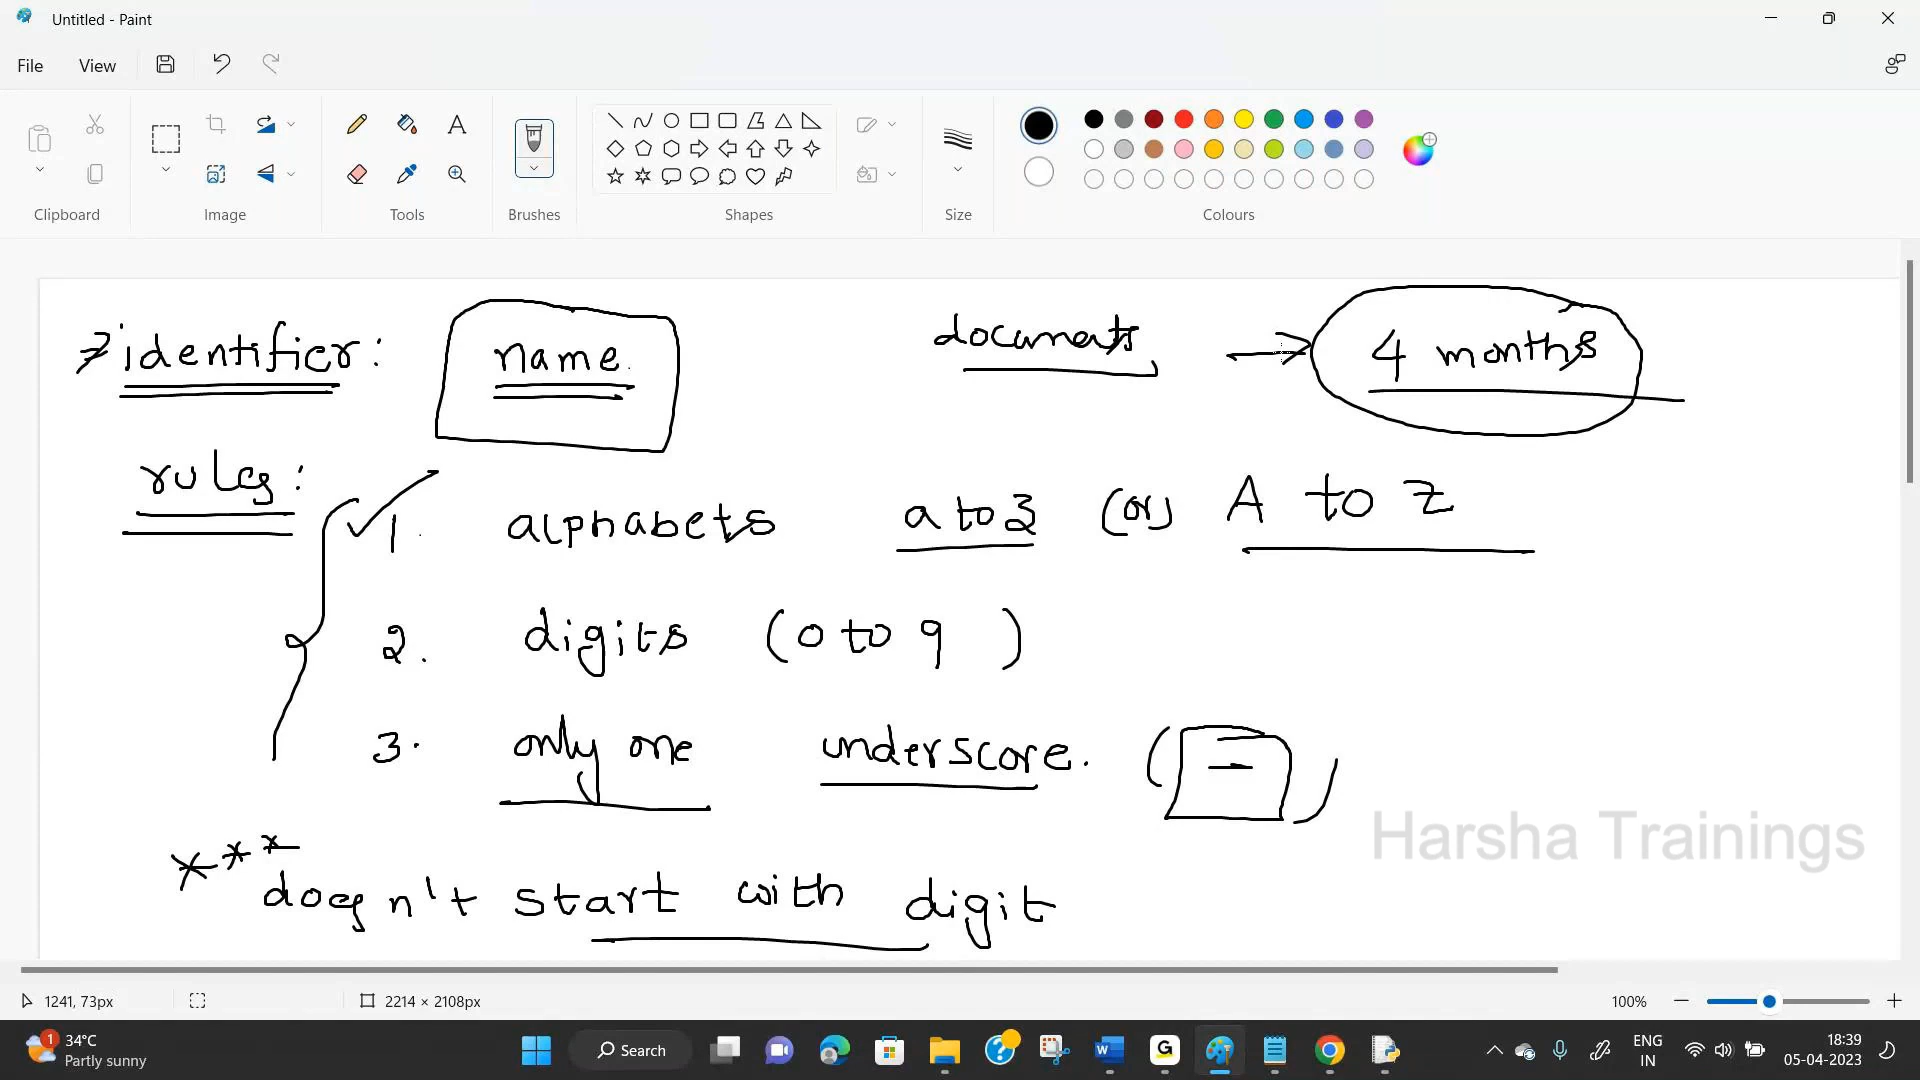 Untitled - Paint
File View
Clipboard Image Tools Brushes Shapes Size Colours
identifier: name. documents 4 months
rules:
1. alphabets a to z (or) A to Z
2. digits (0 to 9)
3. only one underscore. (_)
*** doesn't start with digit
Harsha Trainings
1241, 73px 2214 × 2108px 100%
1 34°C
Partly sunny
Search
W G
ENG
IN
18:39
05-04-2023